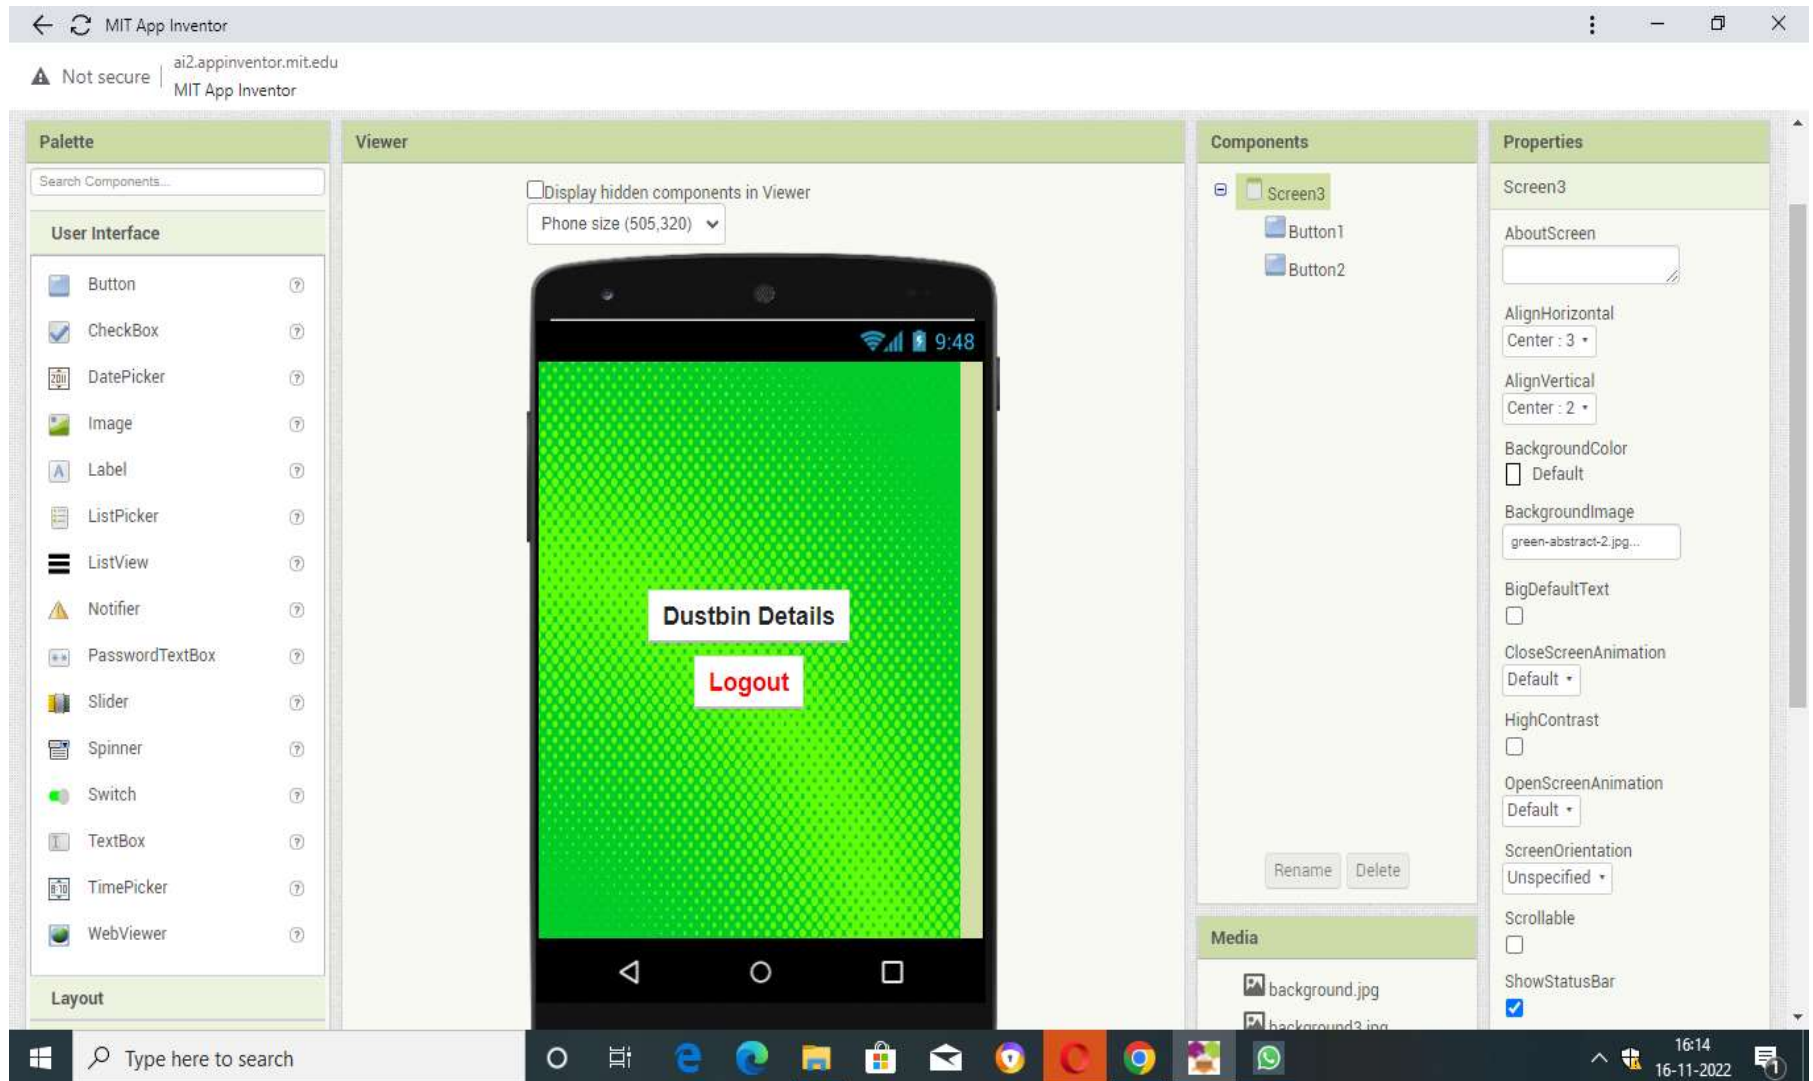 MIT App Inventor
Not secure
ai2.appinventor.mit.edu
MIT App Inventor
Palette
Search Components...
User Interface
Button
CheckBox
DatePicker
Image
Label
ListPicker
ListView
Notifier
PasswordTextBox
Slider
Spinner
Switch
TextBox
TimePicker
WebViewer
Layout
Viewer
Display hidden components in Viewer
Phone size (505,320)
9:48
Dustbin Details
Logout
Components
Screen3
Button1
Button2
Rename Delete
Media
background.jpg
Properties
Screen3
AboutScreen
AlignHorizontal
Center : 3
AlignVertical
Center : 2
BackgroundColor
Default
BackgroundImage
green-abstract-2.jpg...
BigDefaultText
CloseScreenAnimation
Default
HighContrast
OpenScreenAnimation
Default
ScreenOrientation
Unspecified
Scrollable
ShowStatusBar
Type here to search
16:14
16-11-2022
1